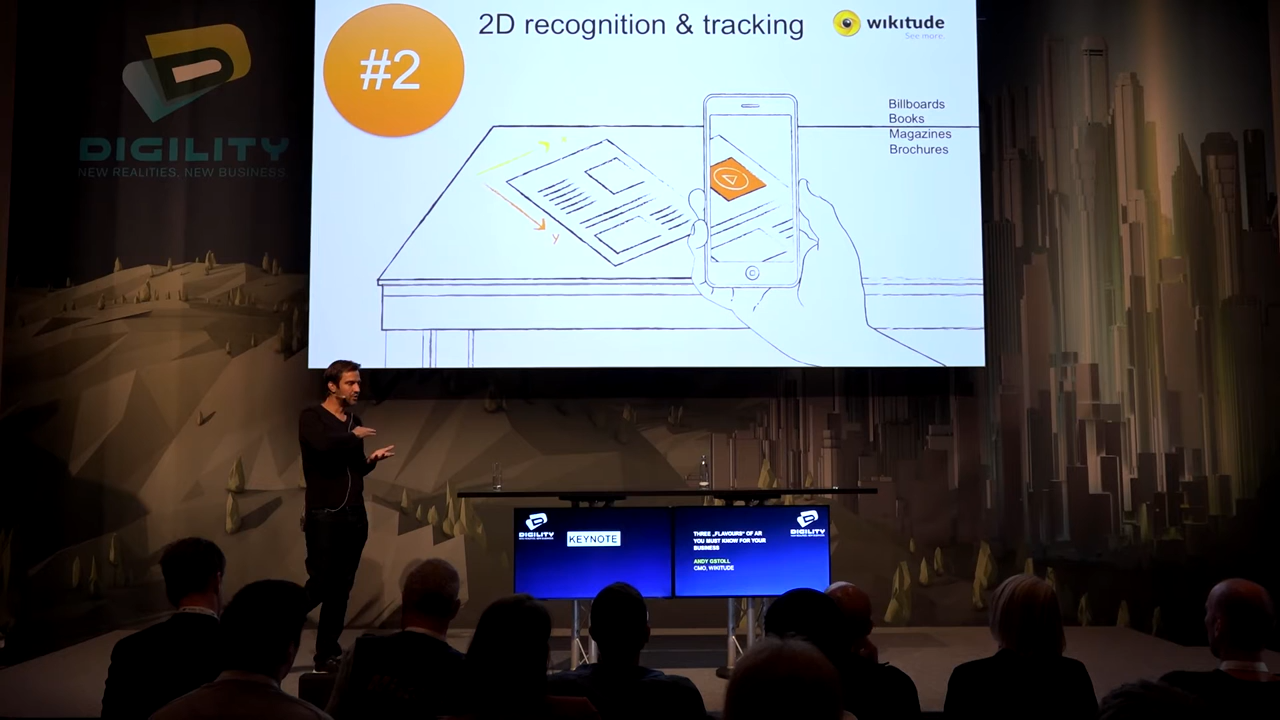 #2
2D recognition & tracking
wikitude
See more.
Billboards
Books
Magazines
Brochures
y
DIGILITY
NEW REALITIES. NEW BUSINESS.
DIGILITY
KEYNOTE
DIGILITY
THREE „FLAVOURS" OF AR
YOU MUST KNOW FOR YOUR
BUSINESS
ANDY GSTOLL
CMO, WIKITUDE